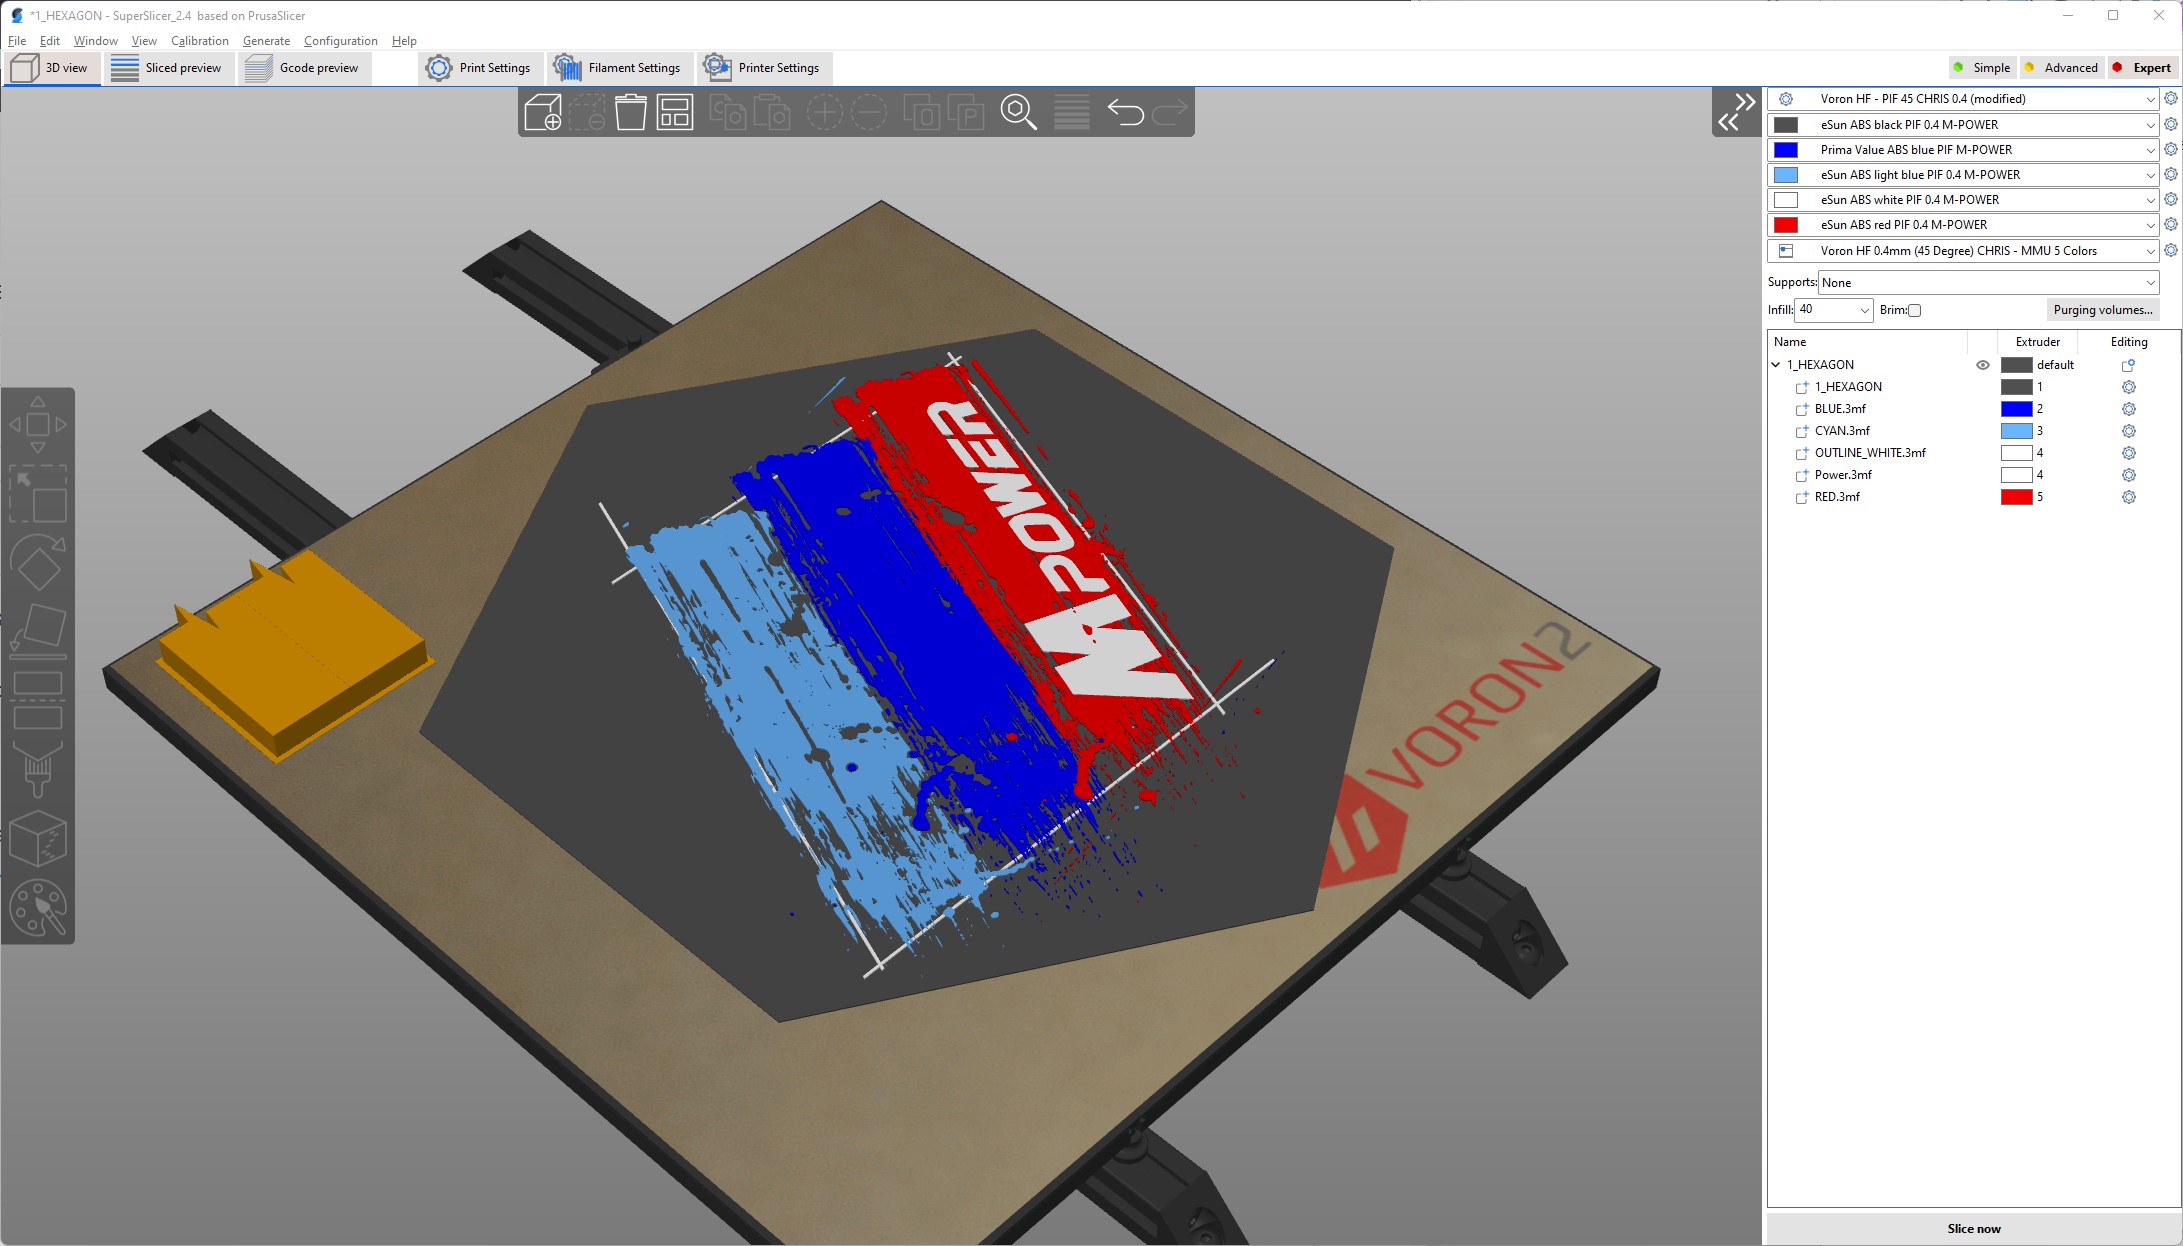 *1_HEXAGON - SuperSlicer_2.4 based on PrusaSlicer
File Edit Window View Calibration Generate Configuration Help
3D view Sliced preview Gcode preview Print Settings Filament Settings Printer Settings Simple Advanced Expert
Voron HF - PIF 45 CHRIS 0.4 (modified)
eSun ABS black PIF 0.4 M-POWER
Prima Value ABS blue PIF M-POWER
eSun ABS light blue PIF 0.4 M-POWER
eSun ABS white PIF 0.4 M-POWER
eSun ABS red PIF 0.4 M-POWER
Voron HF 0.4mm (45 Degree) CHRIS - MMU 5 Colors
Supports: None
Infill: 40 Brim: Purging volumes...
Name Extruder Editing
1_HEXAGON default
1_HEXAGON 1
BLUE.3mf 2
CYAN.3mf 3
OUTLINE_WHITE.3mf 4
Power.3mf 4
RED.3mf 5
M POWER
VORON2
Slice now